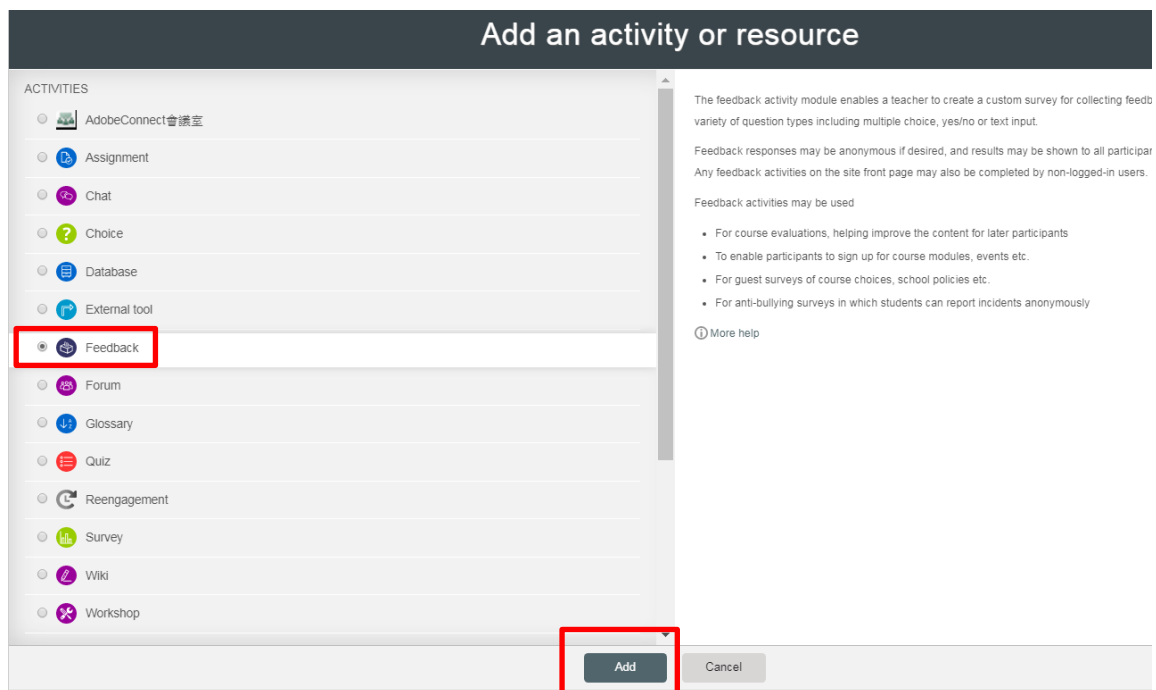 Add an activity or resource
ACTIVITIES
AdobeConnect會議室
Assignment
Chat
Choice
Database
External tool
Feedback
Forum
Glossary
Quiz
Reengagement
Survey
Wiki
Workshop
The feedback activity module enables a teacher to create a custom survey for collecting
variety of question types including multiple choice, yes/no or text input.
Feedback responses may be anonymous if desired, and results may be shown to all
Any feedback activities on the site front page may also be completed by non-logged-in users.
Feedback activities may be used
• For course evaluations, helping improve the content for later participants
• To enable participants to sign up for course modules, events etc.
• For guest surveys of course choices, school policies etc.
• For anti-bullying surveys in which students can report incidents anonymously
More help
Add
Cancel